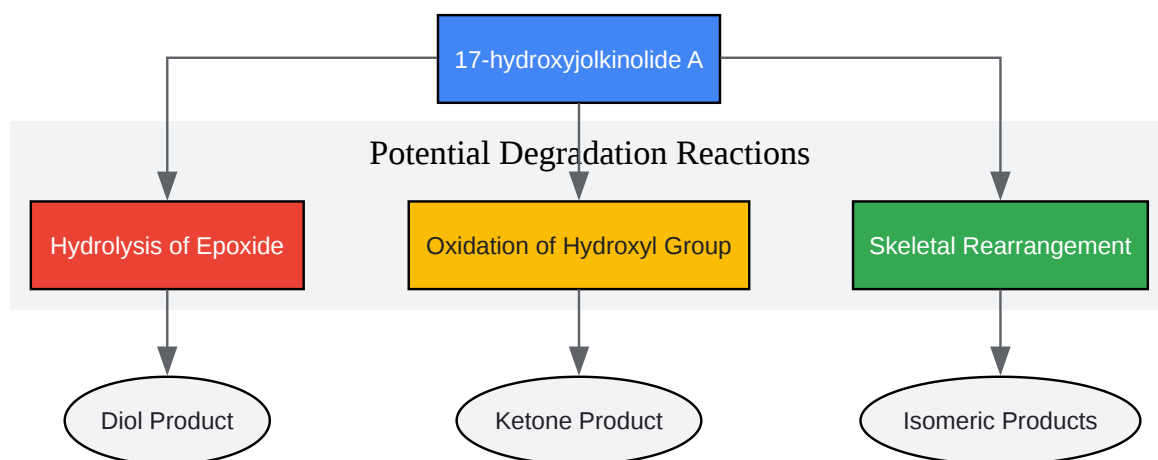 17-hydroxyjolkinolide A
Potential Degradation Reactions
Hydrolysis of Epoxide
Oxidation of Hydroxyl Group
Skeletal Rearrangement
Diol Product
Ketone Product
Isomeric Products